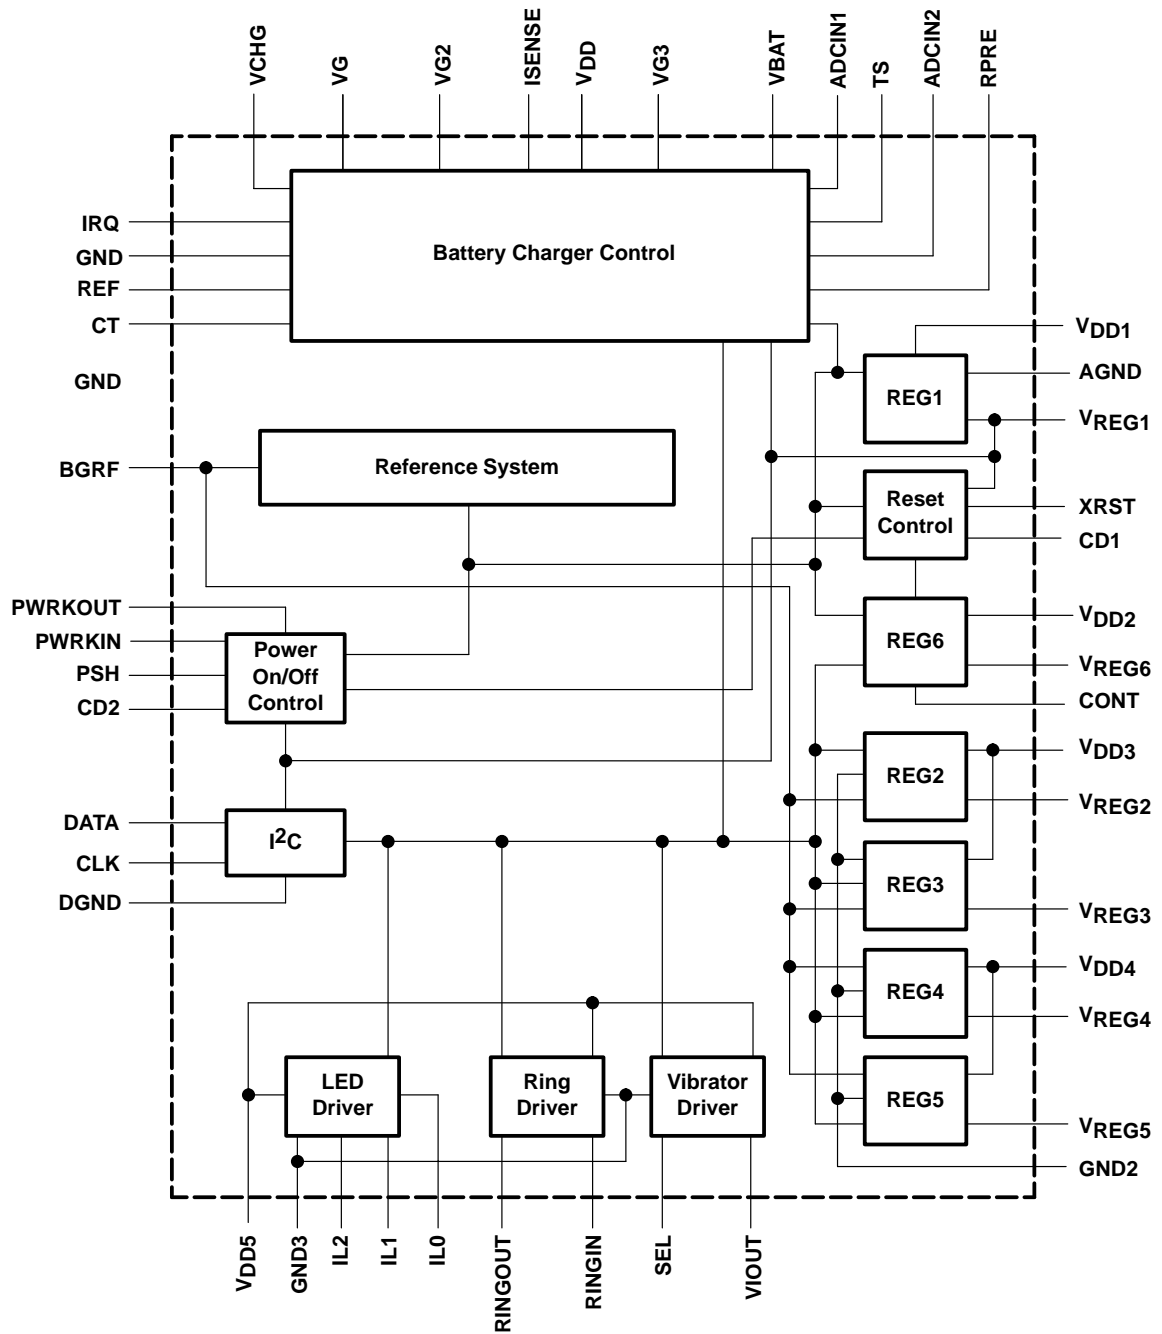 VCHG
VG
VG2
ISENSE
VDD
VG3
VBAT
ADCIN1
TS
ADCIN2
RPRE
IRQ
GND
REF
CT
GND
BGRF
PWRKOUT
PWRKIN
PSH
CD2
DATA
CLK
DGND
Battery Charger Control
Reference System
Power
On/Off
Control
I2C
LED
Driver
Ring
Driver
Vibrator
Driver
REG1
Reset
Control
REG6
REG2
REG3
REG4
REG5
VDD1
AGND
VREG1
XRST
CD1
VDD2
VREG6
CONT
VDD3
VREG2
VREG3
VDD4
VREG4
VREG5
GND2
VDD5
GND3
IL2
IL1
IL0
RINGOUT
RINGIN
SEL
VIOUT